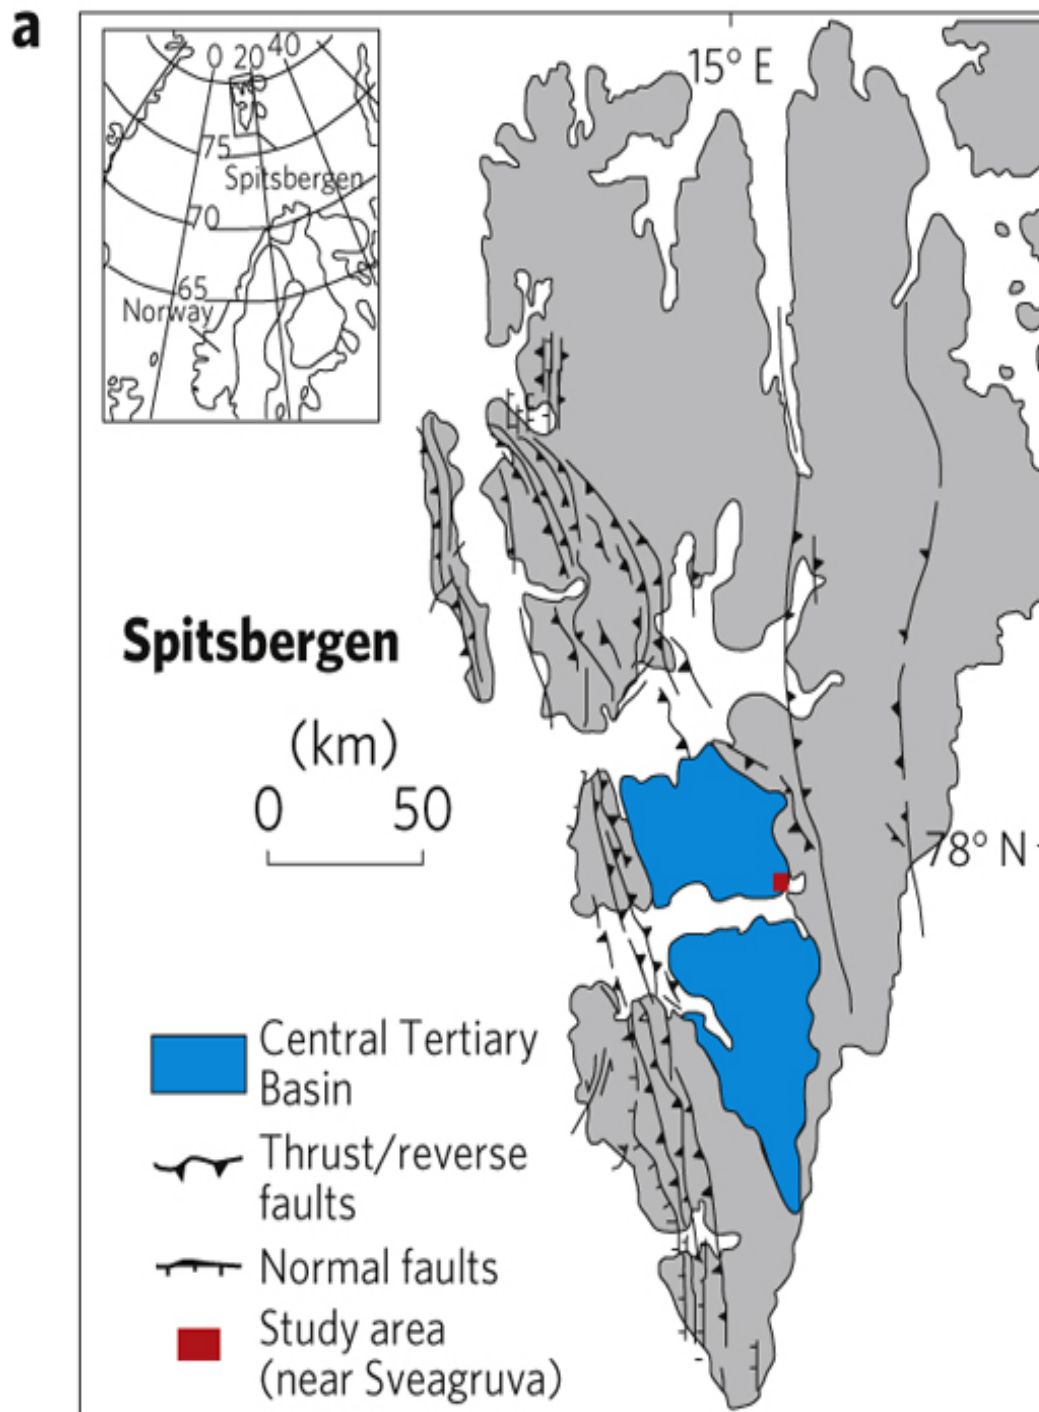 a
0 20 40
15° E
75
Spitsbergen
70
65
Norway
Spitsbergen
(km)
0 50
78° N
Central Tertiary
Basin
Thrust/reverse
faults
Normal faults
Study area
(near Sveagruva)